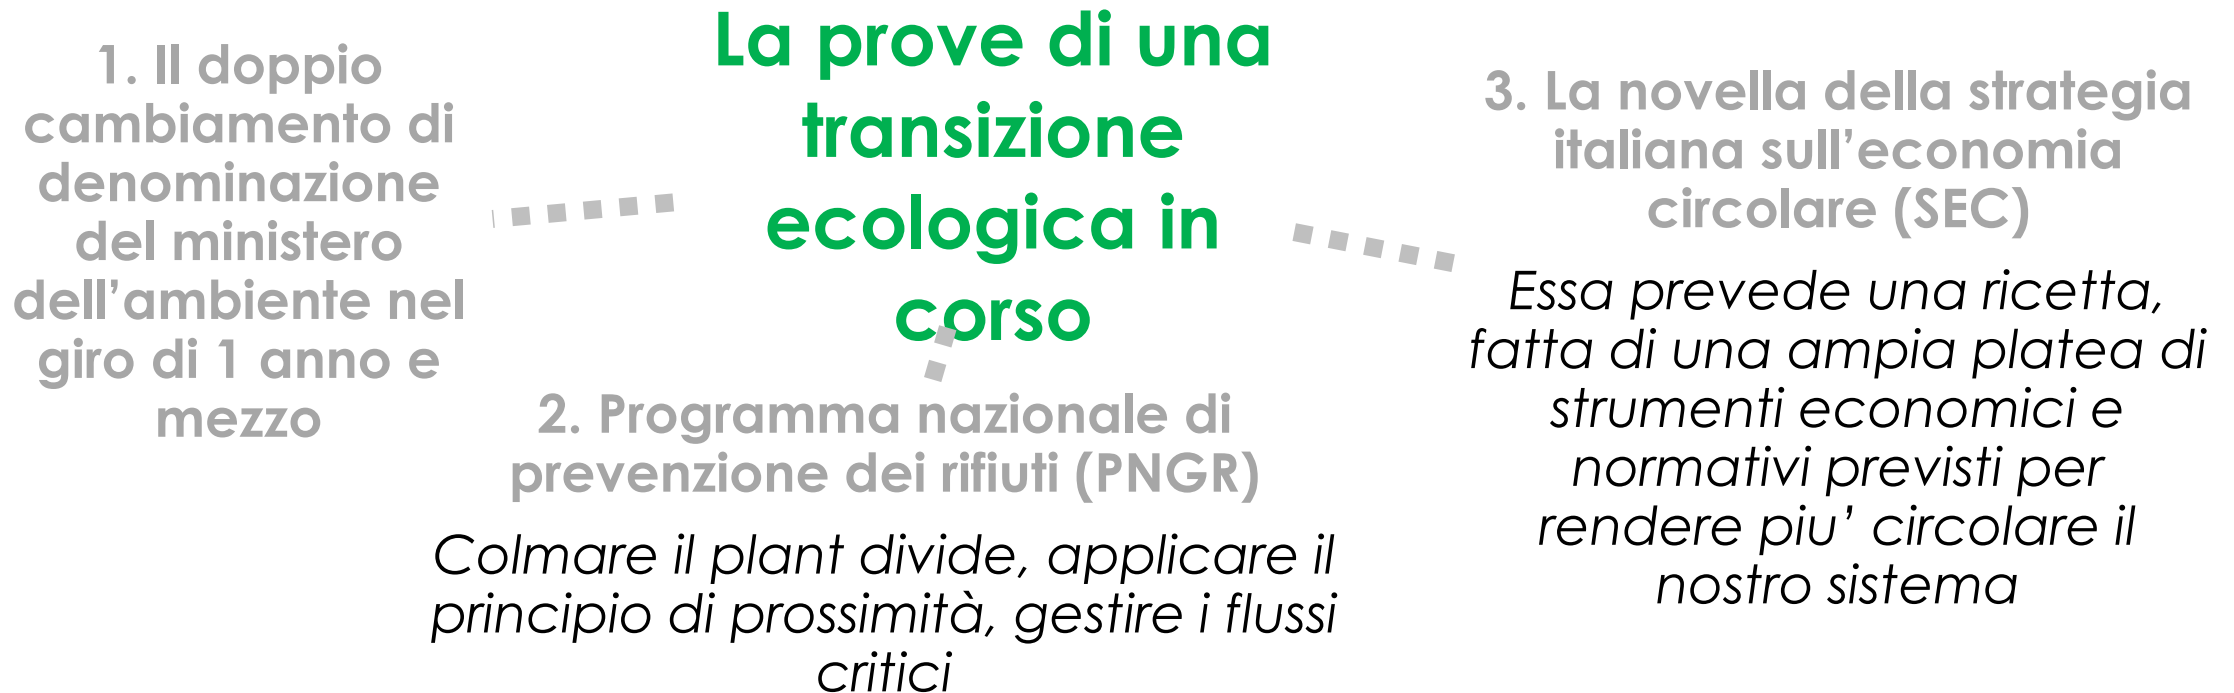 La prove di una
transizione
ecologica in
corso
1. Il doppio
cambiamento di
denominazione
del ministero
dell’ambiente nel
giro di 1 anno e
mezzo
2. Programma nazionale di
prevenzione dei rifiuti (PNGR)
Colmare il plant divide, applicare il
principio di prossimità, gestire i flussi
critici
3. La novella della strategia
italiana sull’economia
circolare (SEC)
Essa prevede una ricetta,
fatta di una ampia platea di
strumenti economici e
normativi previsti per
rendere piu’ circolare il
nostro sistema